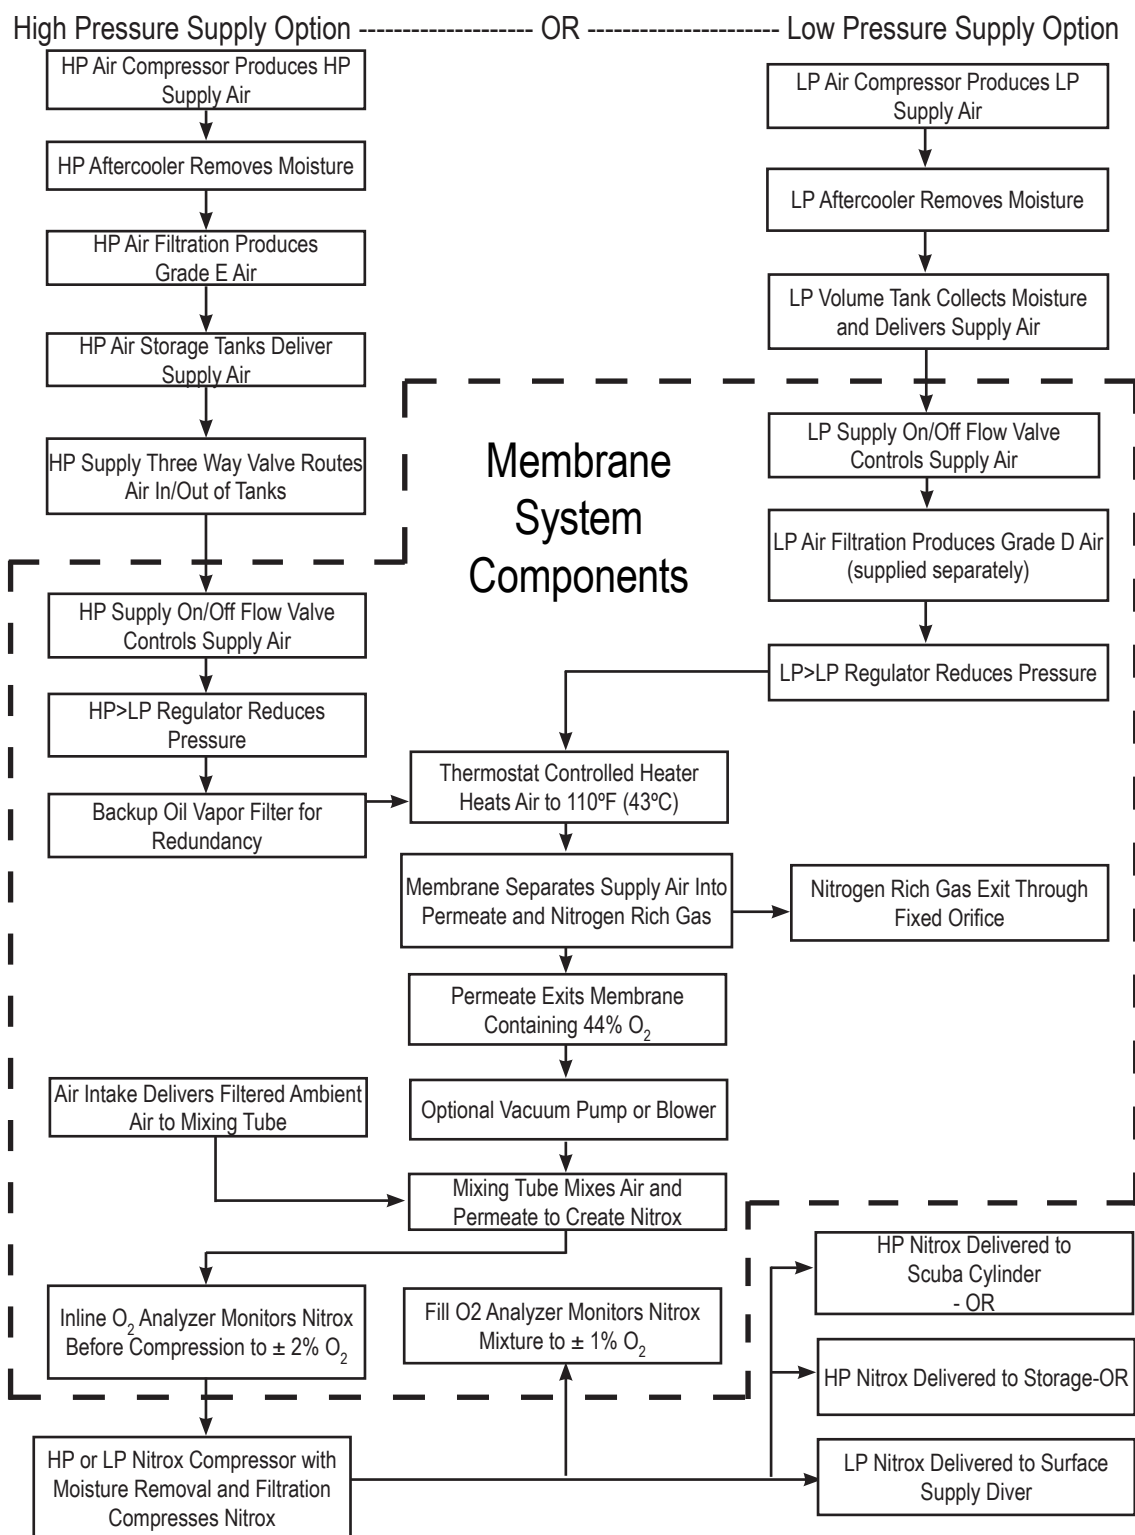 High Pressure Supply Option -------------------- OR ---------------------- Low Pressure Supply Option
HP Air Compressor Produces HP
Supply Air
HP Aftercooler Removes Moisture
HP Air Filtration Produces
Grade E Air
HP Air Storage Tanks Deliver
Supply Air
HP Supply Three Way Valve Routes
Air In/Out of Tanks
HP Supply On/Off Flow Valve
Controls Supply Air
HP>LP Regulator Reduces
Pressure
Backup Oil Vapor Filter for
Redundancy
LP Air Compressor Produces LP
Supply Air
LP Aftercooler Removes Moisture
LP Volume Tank Collects Moisture
and Delivers Supply Air
LP Supply On/Off Flow Valve
Controls Supply Air
LP Air Filtration Produces Grade D Air
(supplied separately)
LP>LP Regulator Reduces Pressure
Membrane
System
Components
Thermostat Controlled Heater
Heats Air to 110ºF (43ºC)
Membrane Separates Supply Air Into
Permeate and Nitrogen Rich Gas
Nitrogen Rich Gas Exit Through
Fixed Orifice
Permeate Exits Membrane
Containing 44% O₂
Optional Vacuum Pump or Blower
Air Intake Delivers Filtered Ambient
Air to Mixing Tube
Mixing Tube Mixes Air and
Permeate to Create Nitrox
Inline O₂ Analyzer Monitors Nitrox
Before Compression to ± 2% O₂
Fill O2 Analyzer Monitors Nitrox
Mixture to ± 1% O₂
HP or LP Nitrox Compressor with
Moisture Removal and Filtration
Compresses Nitrox
HP Nitrox Delivered to
Scuba Cylinder
- OR
HP Nitrox Delivered to Storage-OR
LP Nitrox Delivered to Surface
Supply Diver